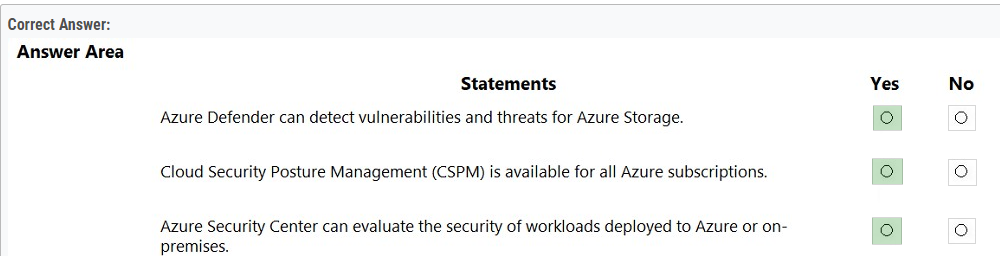 Correct Answer:
Answer Area
Statements Yes No
Azure Defender can detect vulnerabilities and threats for Azure Storage.
Cloud Security Posture Management (CSPM) is available for all Azure subscriptions.
Azure Security Center can evaluate the security of workloads deployed to Azure or on-
premises.